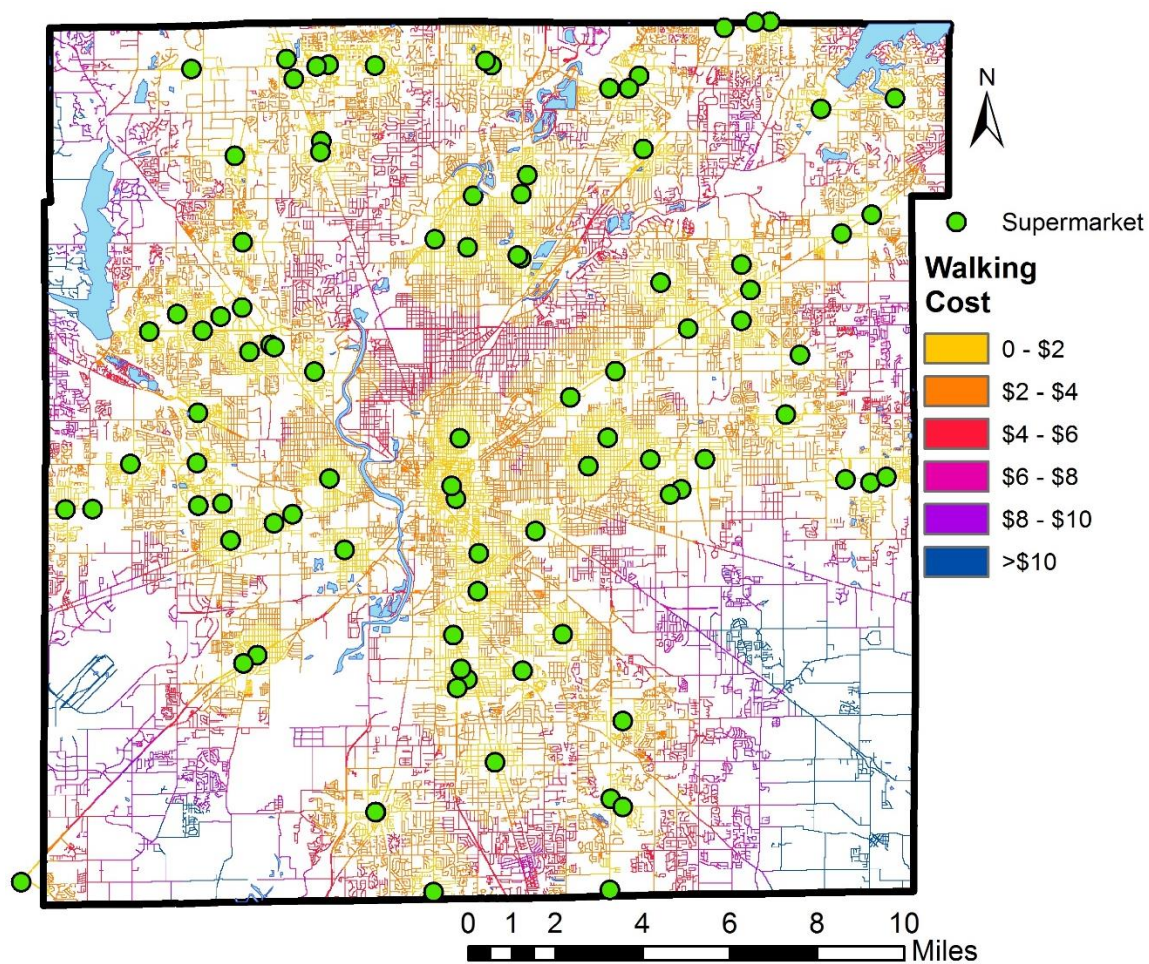 N
Supermarket
Walking
Cost
0 - $2
$2 - $4
$4 - $6
$6 - $8
$8 - $10
>$10
0 1 2 4 6 8 10
Miles